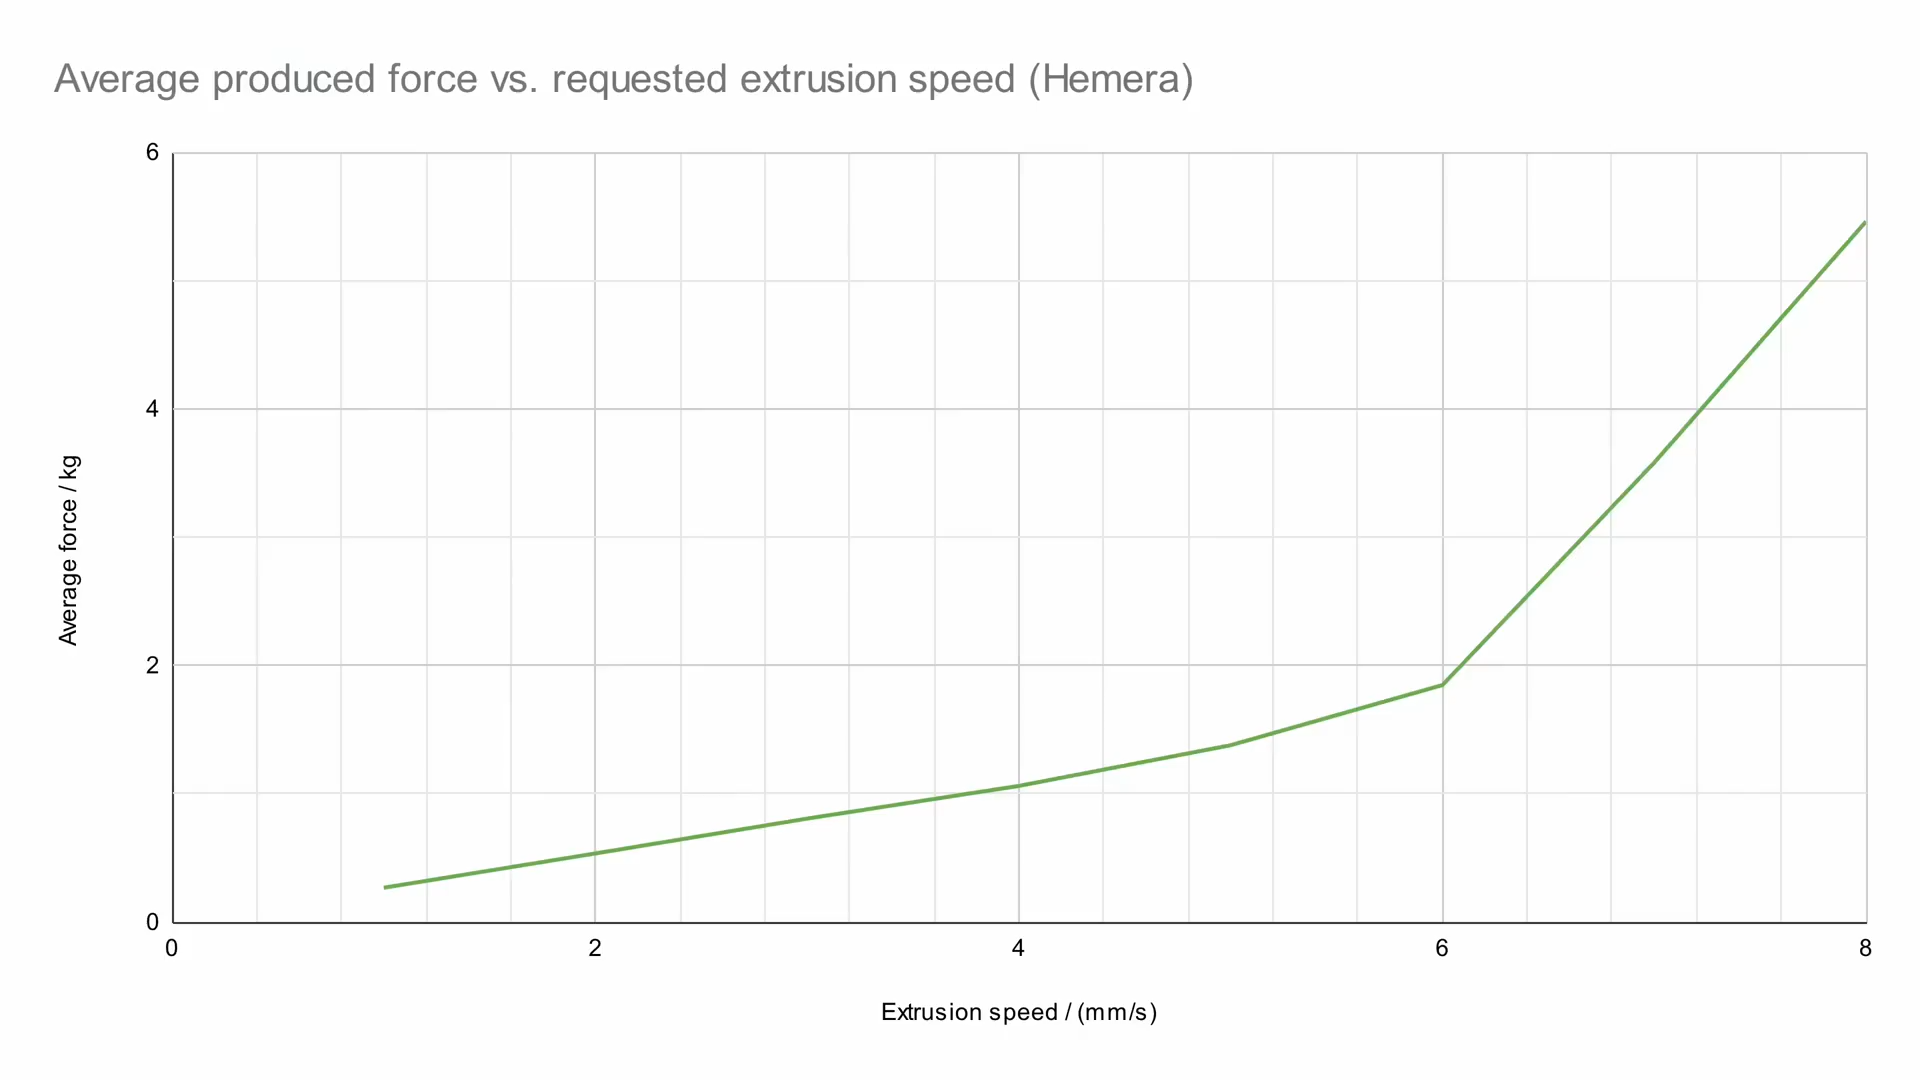 Average produced force vs. requested extrusion speed (Hemera)
6
4
2
0
Average force / kg
0 2 4 6 8
Extrusion speed / (mm/s)